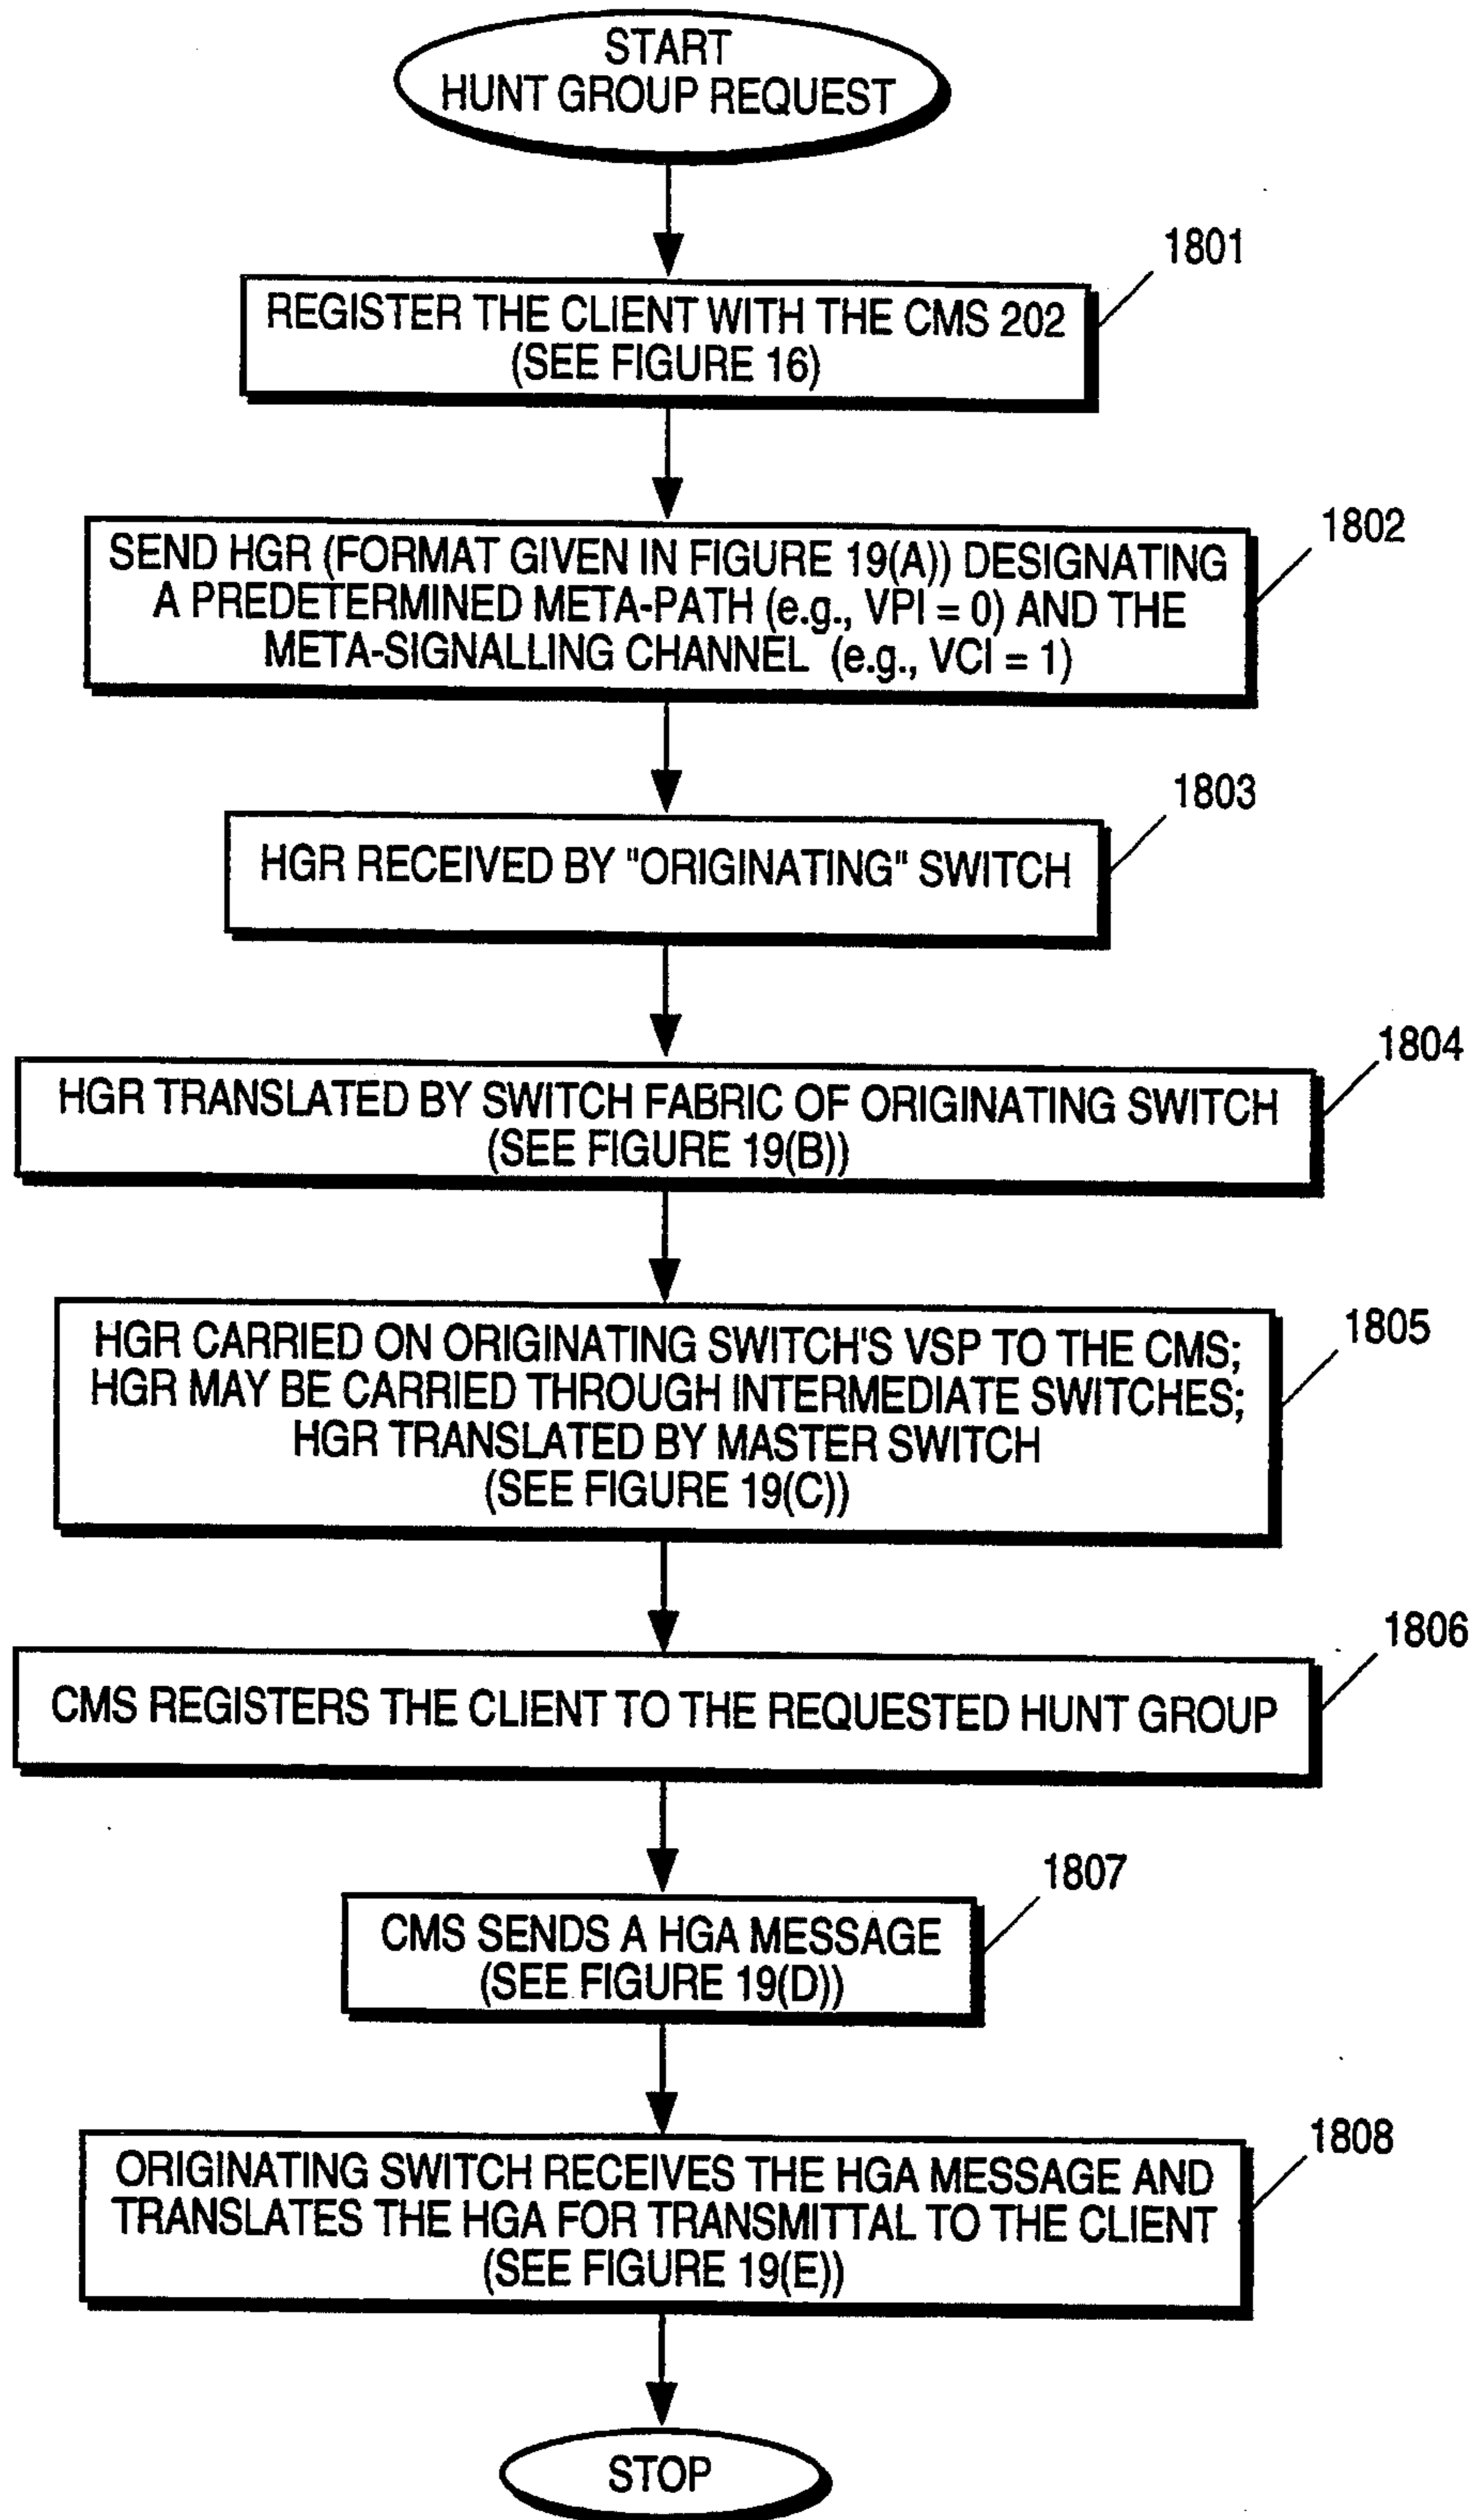 START
HUNT GROUP REQUEST
1801
REGISTER THE CLIENT WITH THE CMS 202
(SEE FIGURE 16)
1802
SEND HGR (FORMAT GIVEN IN FIGURE 19(A)) DESIGNATING
A PREDETERMINED META-PATH (e.g., VPI = 0) AND THE
META-SIGNALLING CHANNEL (e.g., VCI = 1)
1803
HGR RECEIVED BY "ORIGINATING" SWITCH
1804
HGR TRANSLATED BY SWITCH FABRIC OF ORIGINATING SWITCH
(SEE FIGURE 19(B))
1805
HGR CARRIED ON ORIGINATING SWITCH'S VSP TO THE CMS;
HGR MAY BE CARRIED THROUGH INTERMEDIATE SWITCHES;
HGR TRANSLATED BY MASTER SWITCH
(SEE FIGURE 19(C))
1806
CMS REGISTERS THE CLIENT TO THE REQUESTED HUNT GROUP
1807
CMS SENDS A HGA MESSAGE
(SEE FIGURE 19(D))
1808
ORIGINATING SWITCH RECEIVES THE HGA MESSAGE AND
TRANSLATES THE HGA FOR TRANSMITTAL TO THE CLIENT
(SEE FIGURE 19(E))
STOP